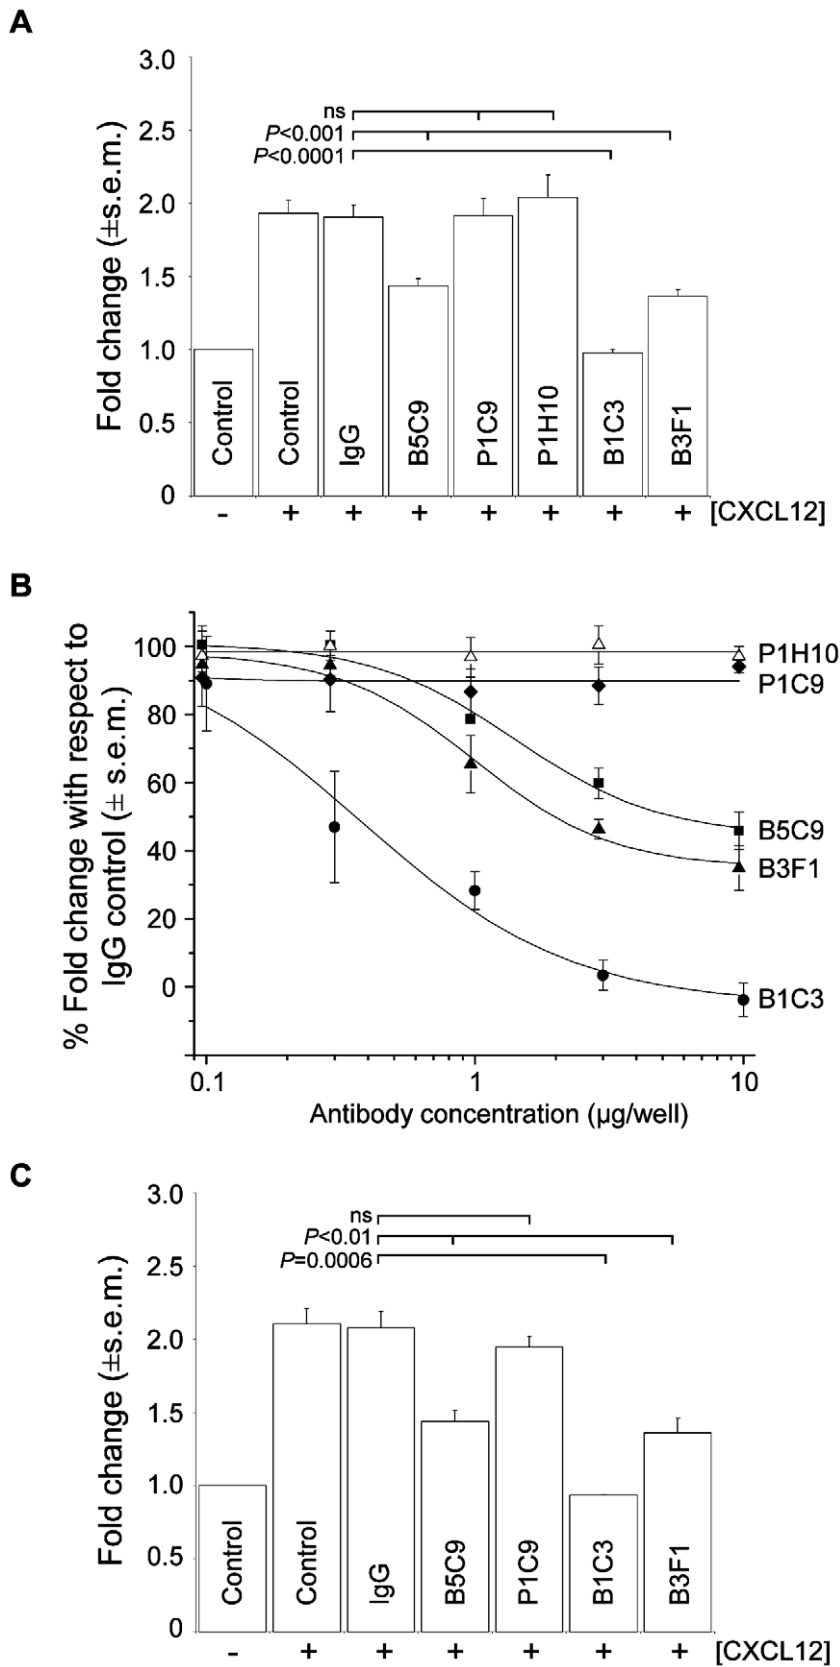 A
3.0
2.5
2.0
1.5
1.0
0.5
0
Fold change (±s.e.m.)
ns
P<0.001
P<0.0001
Control
Control
IgG
B5C9
P1C9
P1H10
B1C3
B3F1
- + + + + + + + [CXCL12]
B
100
80
60
40
20
0
% Fold change with respect to
IgG control (± s.e.m.)
P1H10
P1C9
B5C9
B3F1
B1C3
0.1 1 10
Antibody concentration (µg/well)
C
3.0
2.5
2.0
1.5
1.0
0.5
0
Fold change (±s.e.m.)
ns
P<0.01
P=0.0006
Control
Control
IgG
B5C9
P1C9
B1C3
B3F1
- + + + + + + [CXCL12]